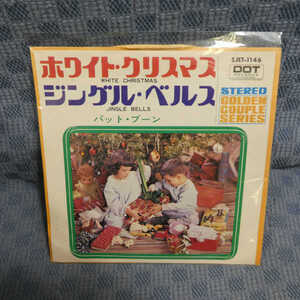 ホワイト・クリスマス
WHITE CHRISTMAS
ジングル・ベルス
JINGLE BELLS
パット・ブーン
SJET-1146
DOT
STEREO
GOLDEN
COUPLE
SERIES